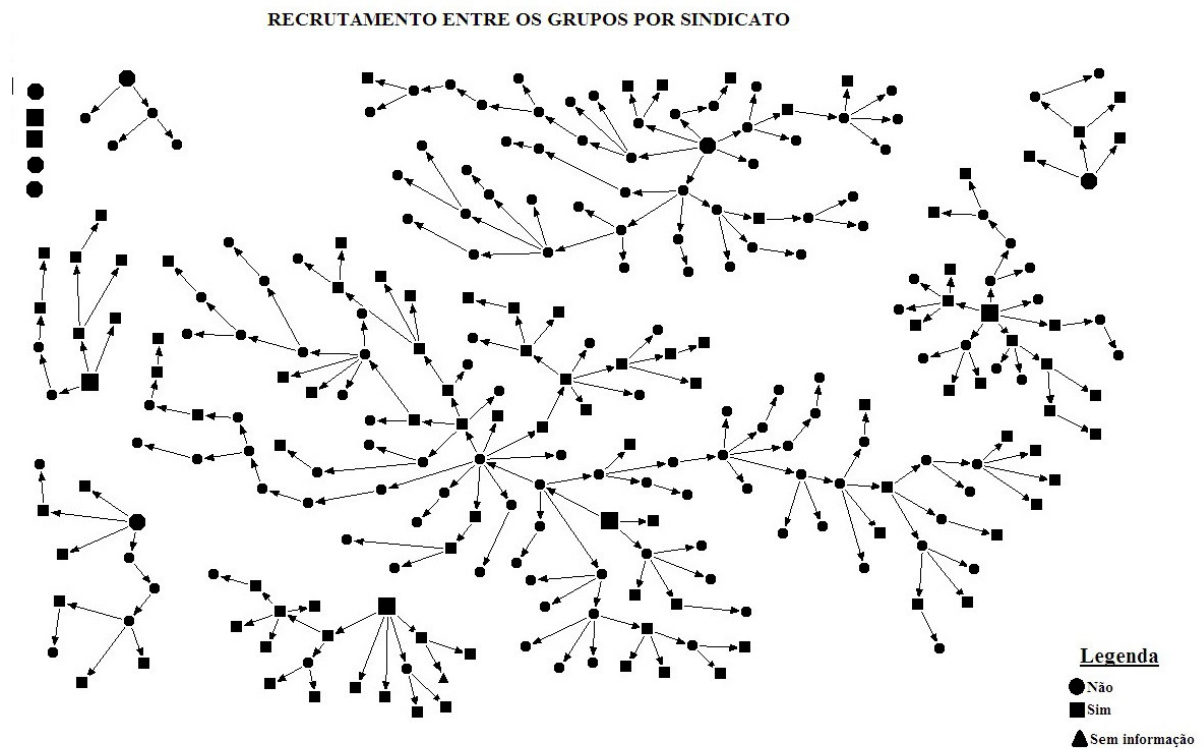 RECRUTAMENTO ENTRE OS GRUPOS POR SINDICATO
Legenda
Não
Sim
Sem informação